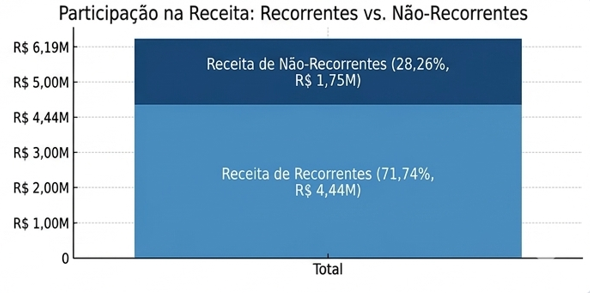 Participação na Receita: Recorrentes vs. Não-Recorrentes
R$ 6,19M
Receita de Não-Recorrentes (28,26%,
R$ 1,75M)
R$ 5,00M
R$ 4,44M
R$ 3,00M
Receita de Recorrentes (71,74%,
R$ 4,44M)
R$ 2,00M
R$ 1,00M
0
Total